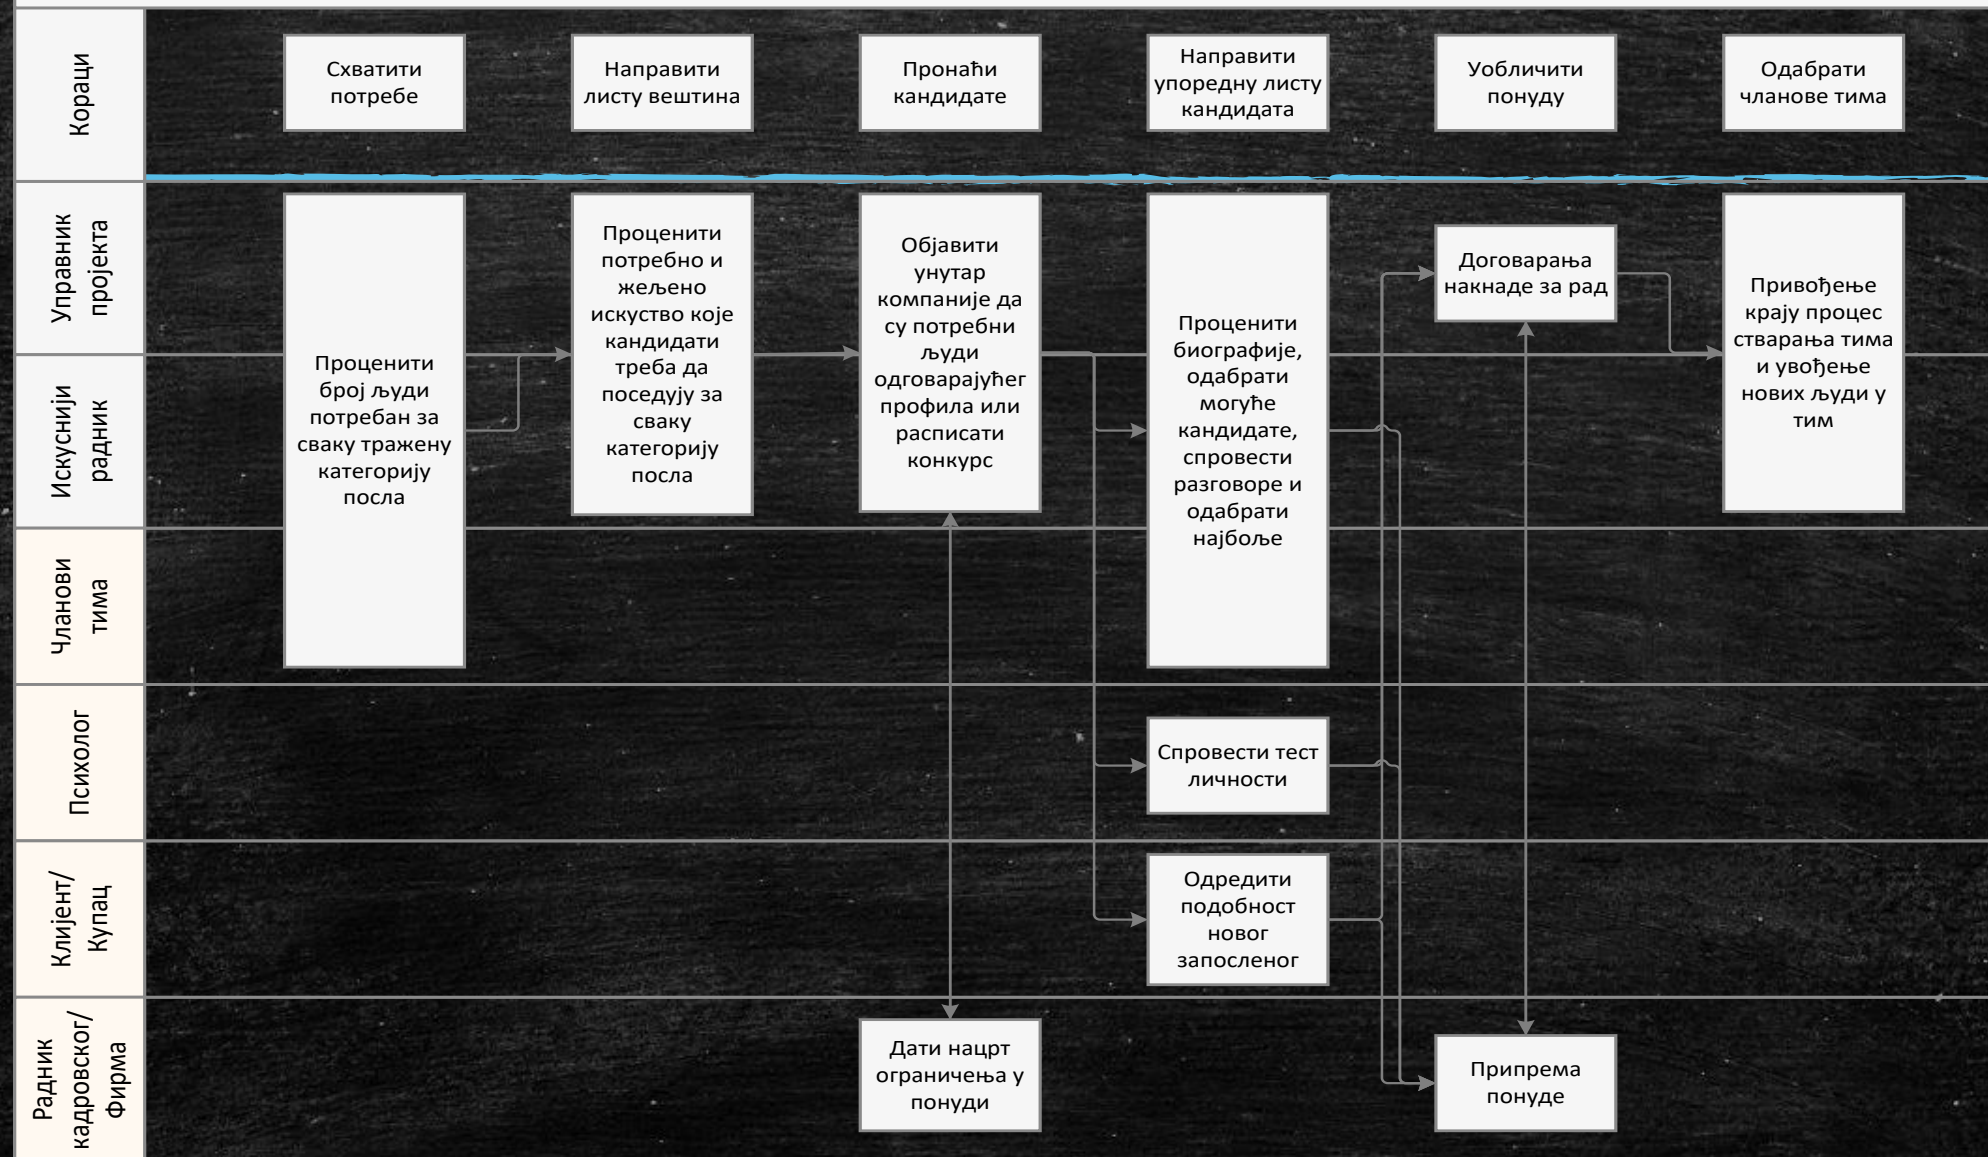 Кораци
Схватити
потребе
Направити
листу вештина
Пронаћи
кандидате
Направити
упоредну листу
кандидата
Уобличити
понуду
Одабрати
чланове тима
Управник
пројекта
Искуснији
радник
Чланови
тима
Психолог
Клијент/
Купац
Радник
кадровског/
Фирма
Проценити
број људи
потребан за
сваку тражену
категорију
посла
Проценити
потребно и
жељено
искуство које
кандидати
треба да
поседују за
сваку
категорију
посла
Објавити
унутар
компаније да
су потребни
људи
одговарајућег
профила или
расписати
конкурс
Проценити
биографије,
одабрати
могуће
кандидате,
спровести
разговоре и
одабрати
најбоље
Договарања
накнаде за рад
Привођење
крају процес
стварања тима
и увођење
нових људи у
тим
Спровести тест
личности
Одредити
подобност
новог
запосленог
Дати нацрт
ограничења у
понуди
Припрема
понуде